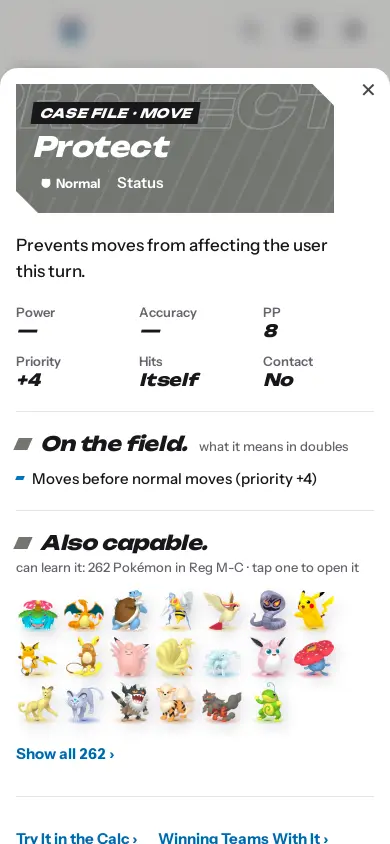 PROTECT
CASE FILE · MOVE
Protect
Normal Status
Prevents moves from affecting the user
this turn.
Power Accuracy PP
— — 8
Priority Hits Contact
+4 Itself No
On the field. what it means in doubles
Moves before normal moves (priority +4)
Also capable.
can learn it: 262 Pokémon in Reg M-C · tap one to open it
Show all 262 ›
Try It in the Calc › Winning Teams With It ›